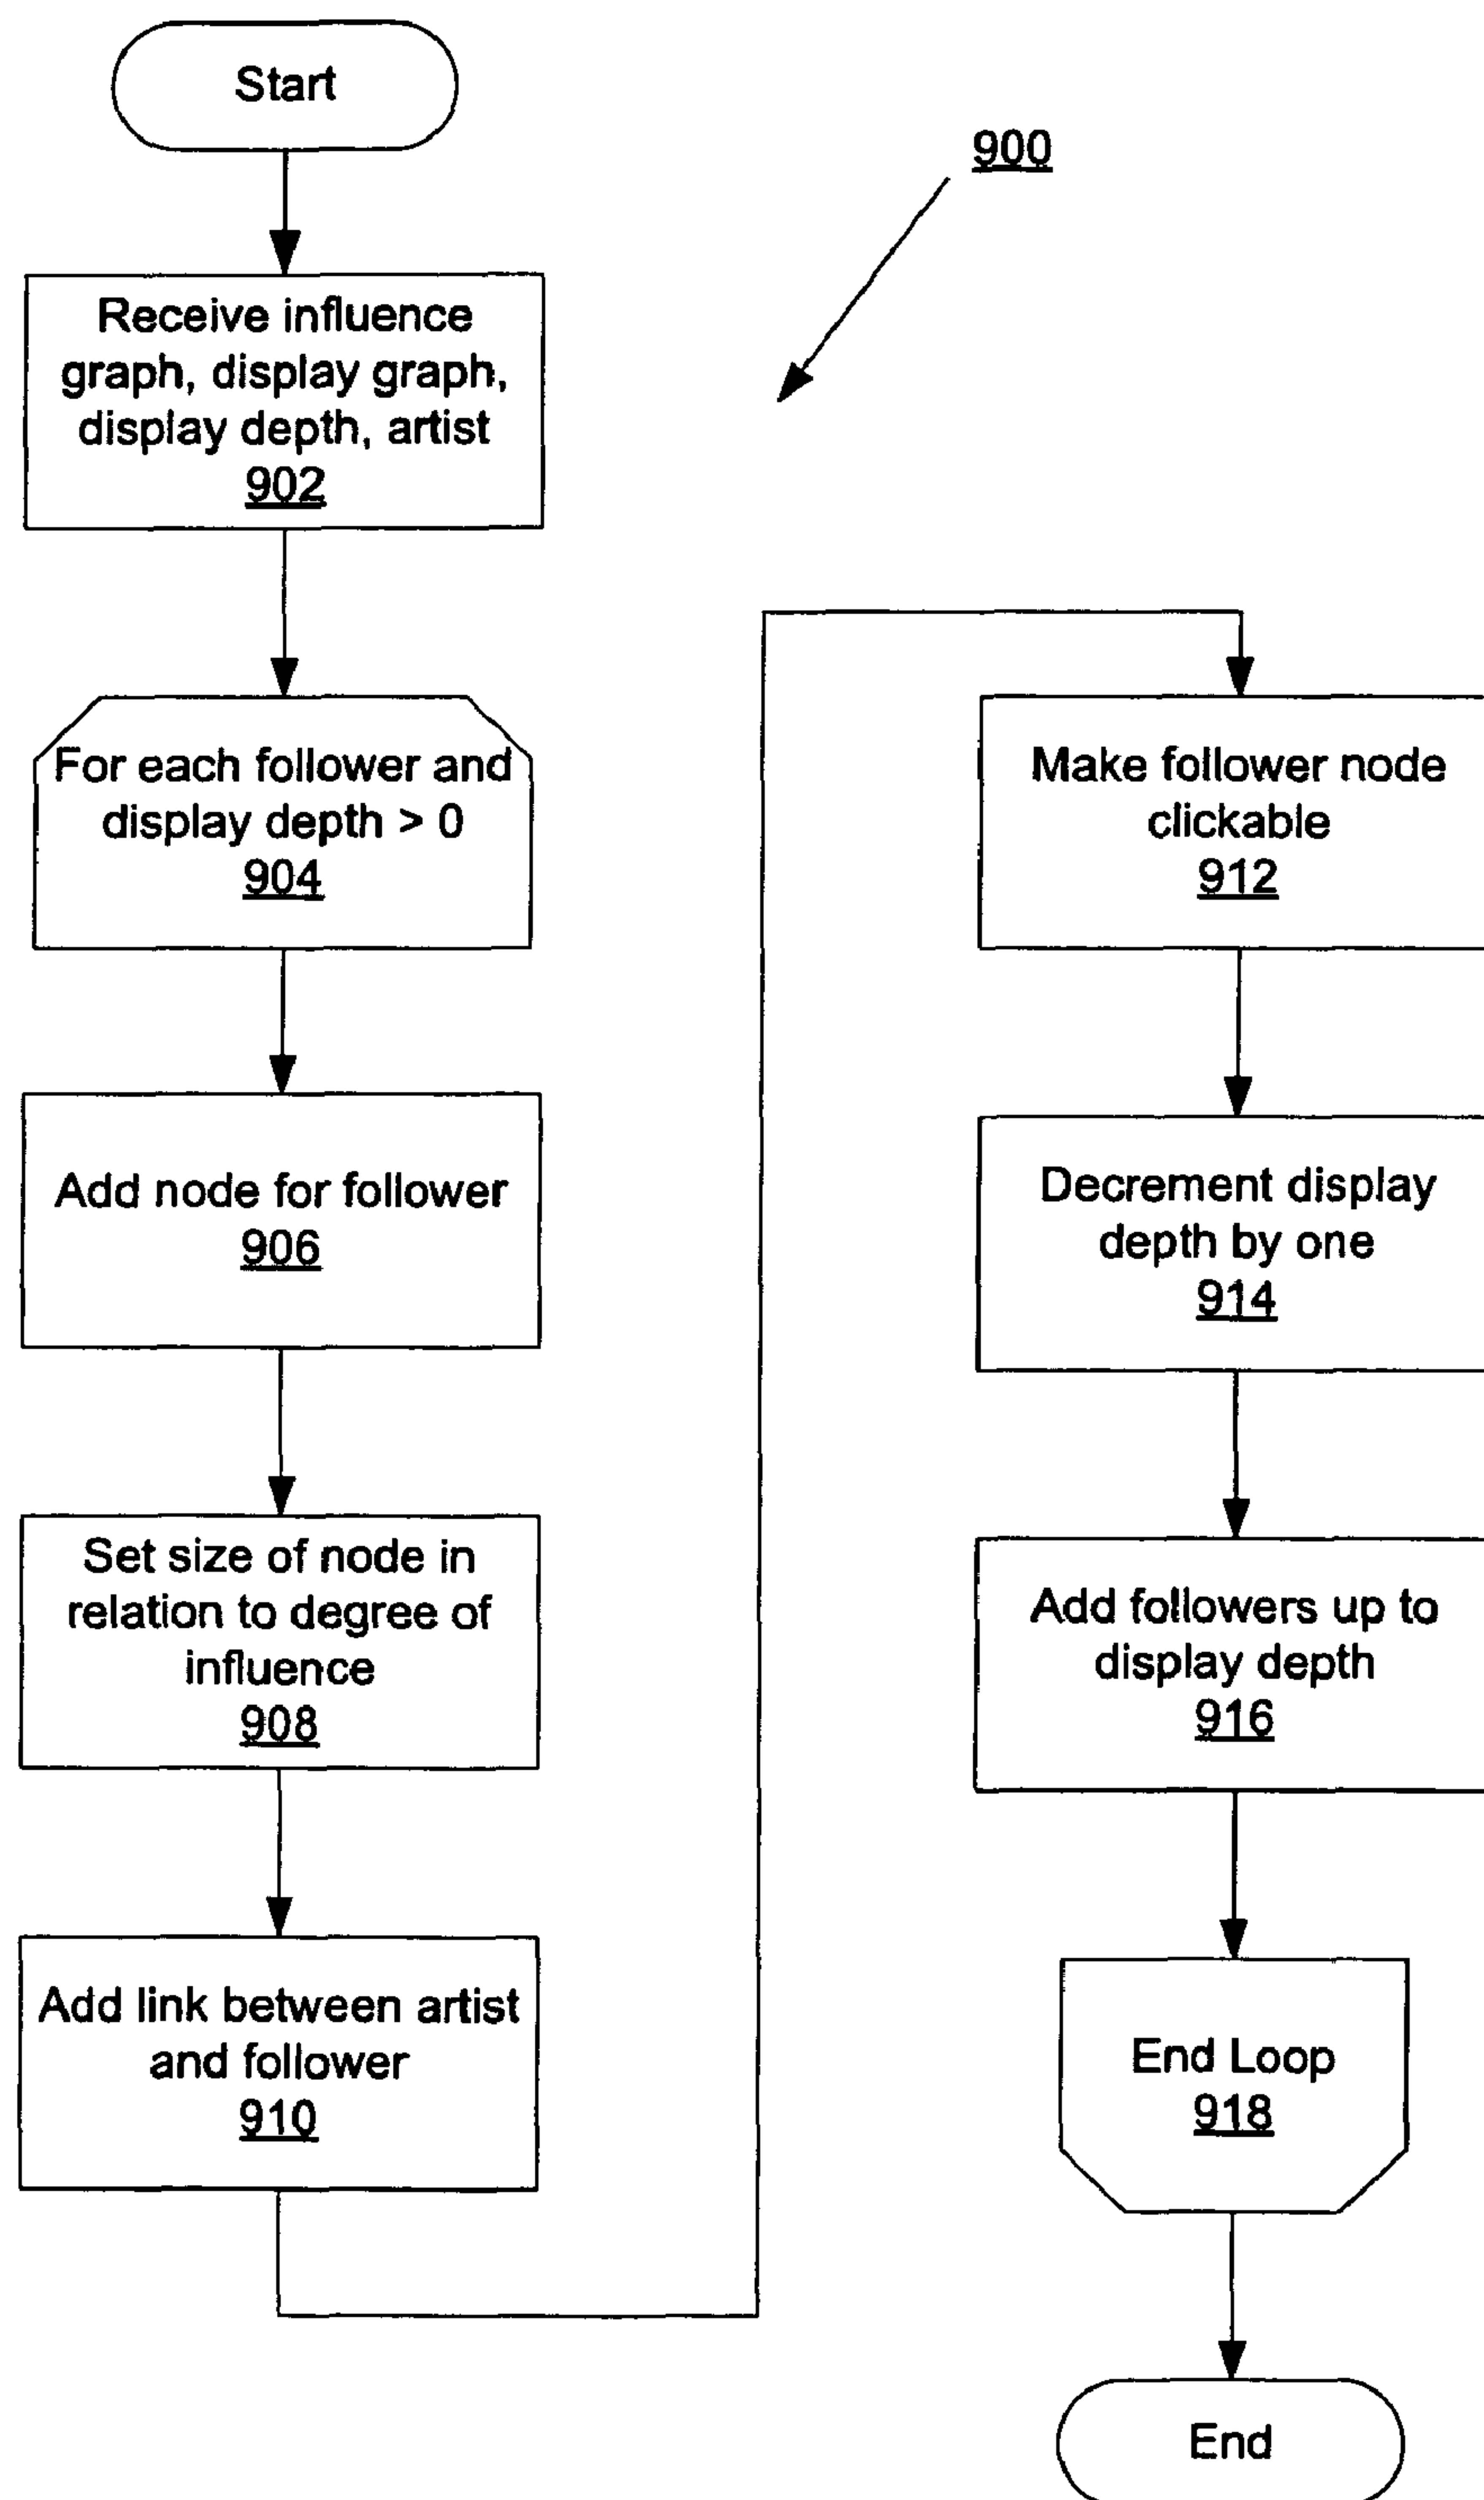 Start
900
Receive influence
graph, display graph,
display depth, artist
902
For each follower and
display depth > 0
904
Add node for follower
906
Set size of node in
relation to degree of
influence
908
Add link between artist
and follower
910
Make follower node
clickable
912
Decrement display
depth by one
914
Add followers up to
display depth
916
End Loop
918
End